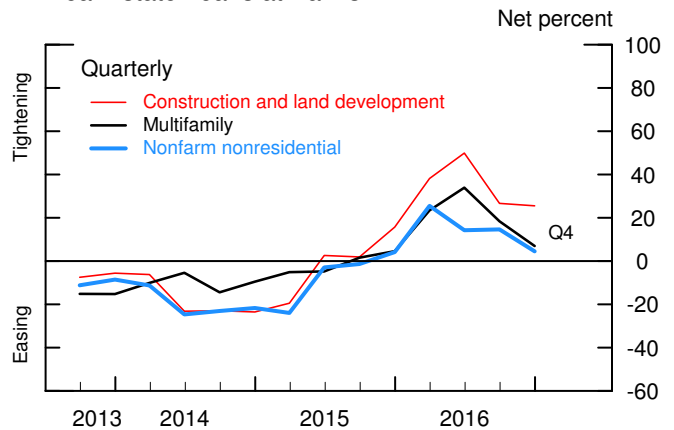 Net percent
Quarterly
Construction and land development
Multifamily
Nonfarm nonresidential
Tightening
Easing
100
80
60
40
20
0
-20
-40
-60
Q4
2013 2014 2015 2016